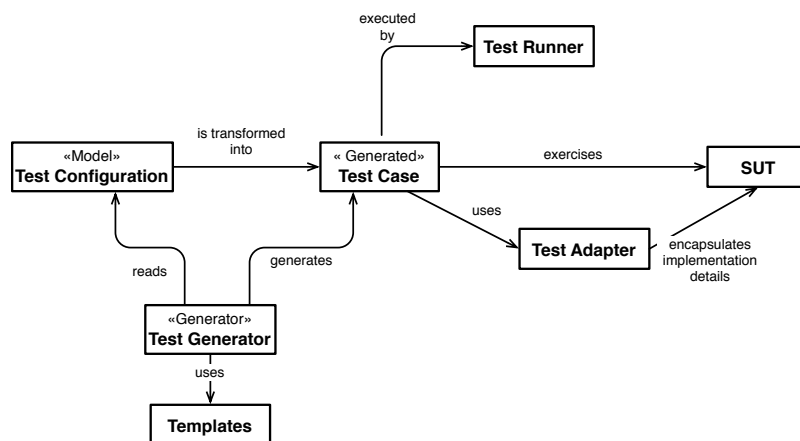 executed
by
Test Runner
is transformed
into
«Model»
Test Configuration
« Generated»
Test Case
exercises
SUT
uses
Test Adapter
encapsulates
implementation
details
reads
generates
«Generator»
Test Generator
uses
Templates